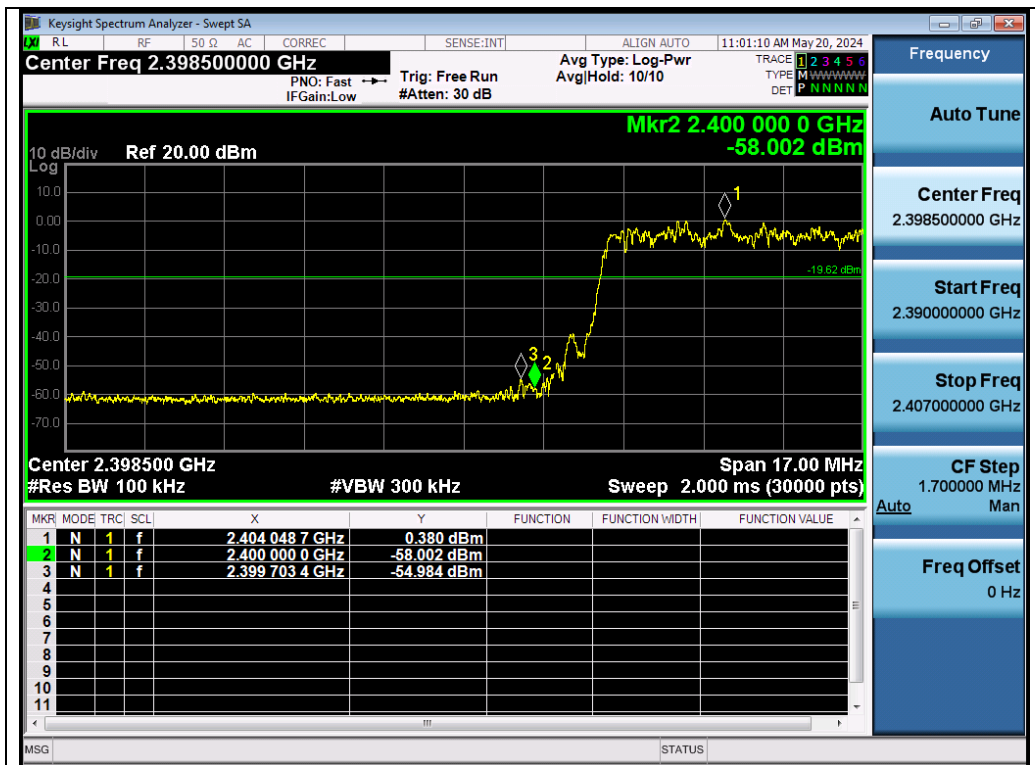 Keysight Spectrum Analyzer - Swept SA
LXI RL RF 50 Ω AC CORREC SENSE:INT ALIGN AUTO 11:01:10 AM May 20, 2024
Center Freq 2.398500000 GHz
PNO: Fast
IFGain:Low
Trig: Free Run
#Atten: 30 dB
Avg Type: Log-Pwr
Avg|Hold: 10/10
TRACE 1 2 3 4 5 6
TYPE M WWWWW
DET P N N N N N
Mkr2 2.400 000 0 GHz
-58.002 dBm
10 dB/div Ref 20.00 dBm
Log
10.0
0.00
-10.0
-20.0
-30.0
-40.0
-50.0
-60.0
-70.0
1
-19.62 dBm
3
2
Center 2.398500 GHz Span 17.00 MHz
#Res BW 100 kHz #VBW 300 kHz Sweep 2.000 ms (30000 pts)
MKR MODE TRC SCL X Y FUNCTION FUNCTION WIDTH FUNCTION VALUE
1 N 1 f 2.404 048 7 GHz 0.380 dBm
2 N 1 f 2.400 000 0 GHz -58.002 dBm
3 N 1 f 2.399 703 4 GHz -54.984 dBm
4
5
6
7
8
9
10
11
MSG STATUS
Frequency
Auto Tune
Center Freq
2.398500000 GHz
Start Freq
2.390000000 GHz
Stop Freq
2.407000000 GHz
CF Step
1.700000 MHz
Auto Man
Freq Offset
0 Hz